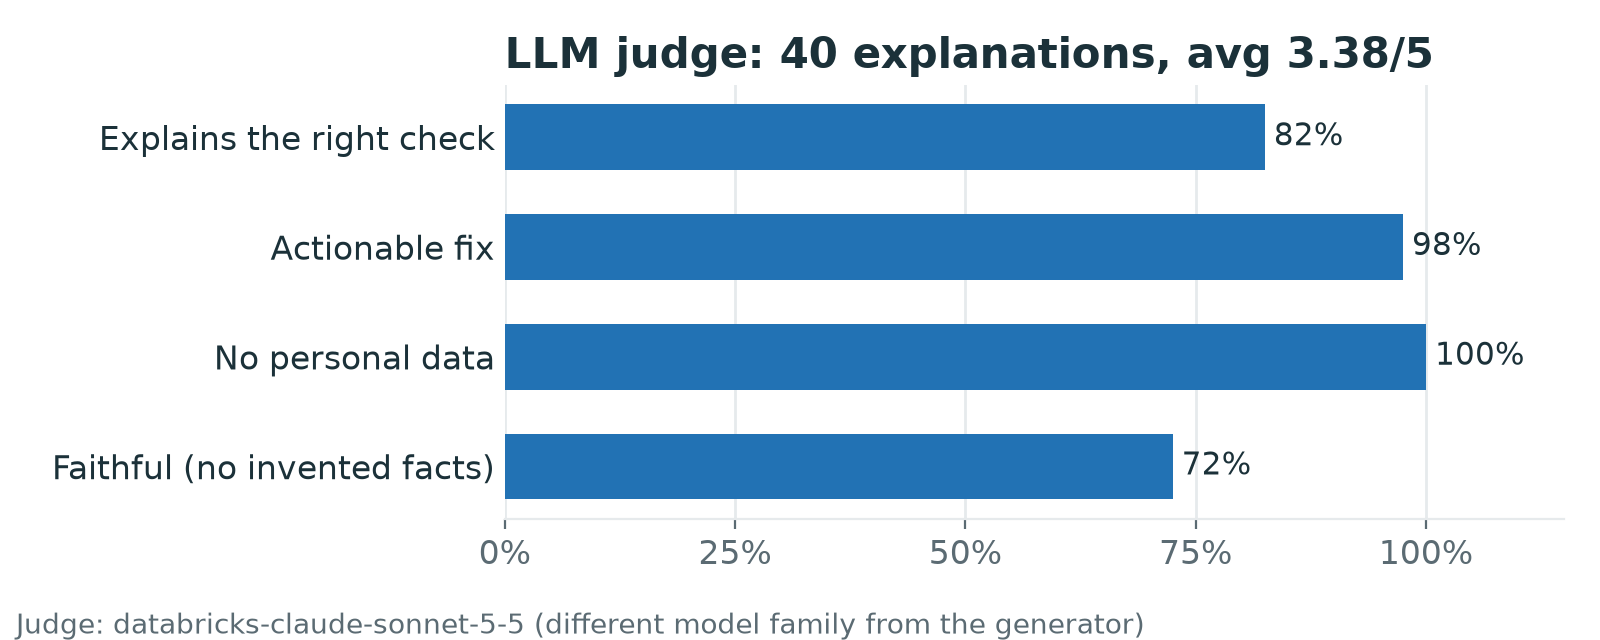 LLM judge: 40 explanations, avg 3.38/5
Explains the right check 82%
Actionable fix 98%
No personal data 100%
Faithful (no invented facts) 72%
0% 25% 50% 75% 100%
Judge: databricks-claude-sonnet-5-5 (different model family from the generator)